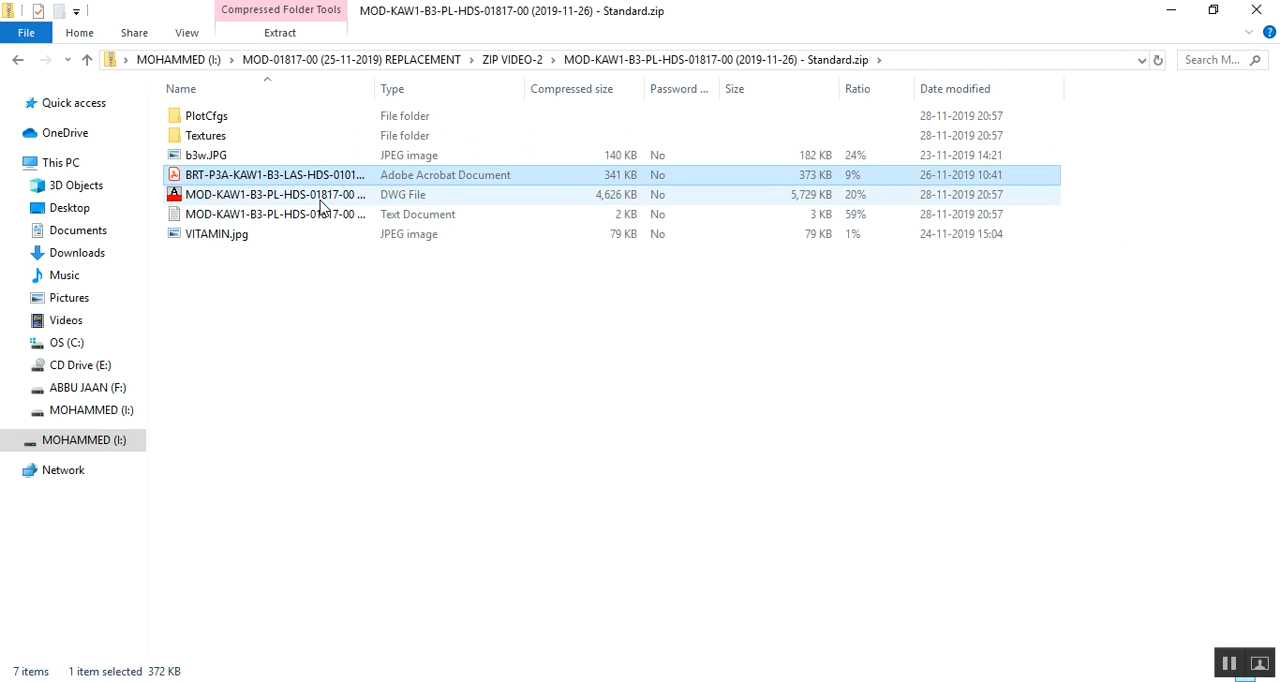 Compressed Folder Tools MOD-KAW1-B3-PL-HDS-01817-00 (2019-11-26) - Standard.zip
File Home Share View Extract
MOHAMMED (I:) MOD-01817-00 (25-11-2019) REPLACEMENT ZIP VIDEO-2 MOD-KAW1-B3-PL-HDS-01817-00 (2019-11-26) - Standard.zip Search M...
Name Type Compressed size Password ... Size Ratio Date modified
PlotCfgs File folder 28-11-2019 20:57
Textures File folder 28-11-2019 20:57
b3w.JPG JPEG image 140 KB No 182 KB 24% 23-11-2019 14:21
BRT-P3A-KAW1-B3-LAS-HDS-0101... Adobe Acrobat Document 341 KB No 373 KB 9% 26-11-2019 10:41
MOD-KAW1-B3-PL-HDS-01817-00 ... DWG File 4,626 KB No 5,729 KB 20% 28-11-2019 20:57
MOD-KAW1-B3-PL-HDS-01817-00 ... Text Document 2 KB No 3 KB 59% 28-11-2019 20:57
VITAMIN.jpg JPEG image 79 KB No 79 KB 1% 24-11-2019 15:04
Quick access
OneDrive
This PC
3D Objects
Desktop
Documents
Downloads
Music
Pictures
Videos
OS (C:)
CD Drive (E:)
ABBU JAAN (F:)
MOHAMMED (I:)
MOHAMMED (I:)
Network
7 items 1 item selected 372 KB